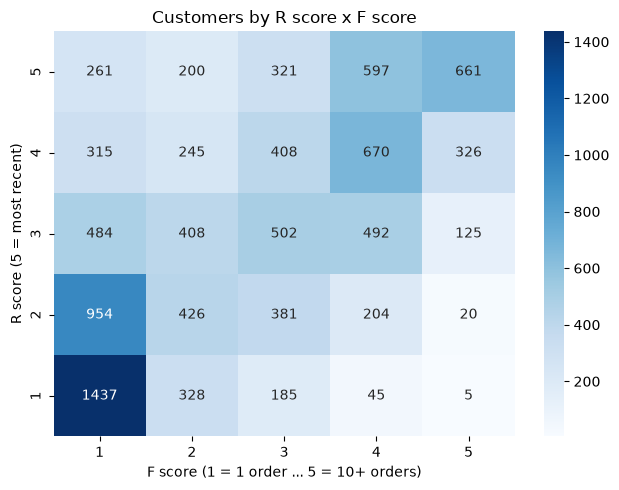 Customers by R score x F score
R score (5 = most recent)
5 261 200 321 597 661
4 315 245 408 670 326
3 484 408 502 492 125
2 954 426 381 204 20
1 1437 328 185 45 5
1 2 3 4 5
F score (1 = 1 order ... 5 = 10+ orders)
1400
1200
1000
800
600
400
200